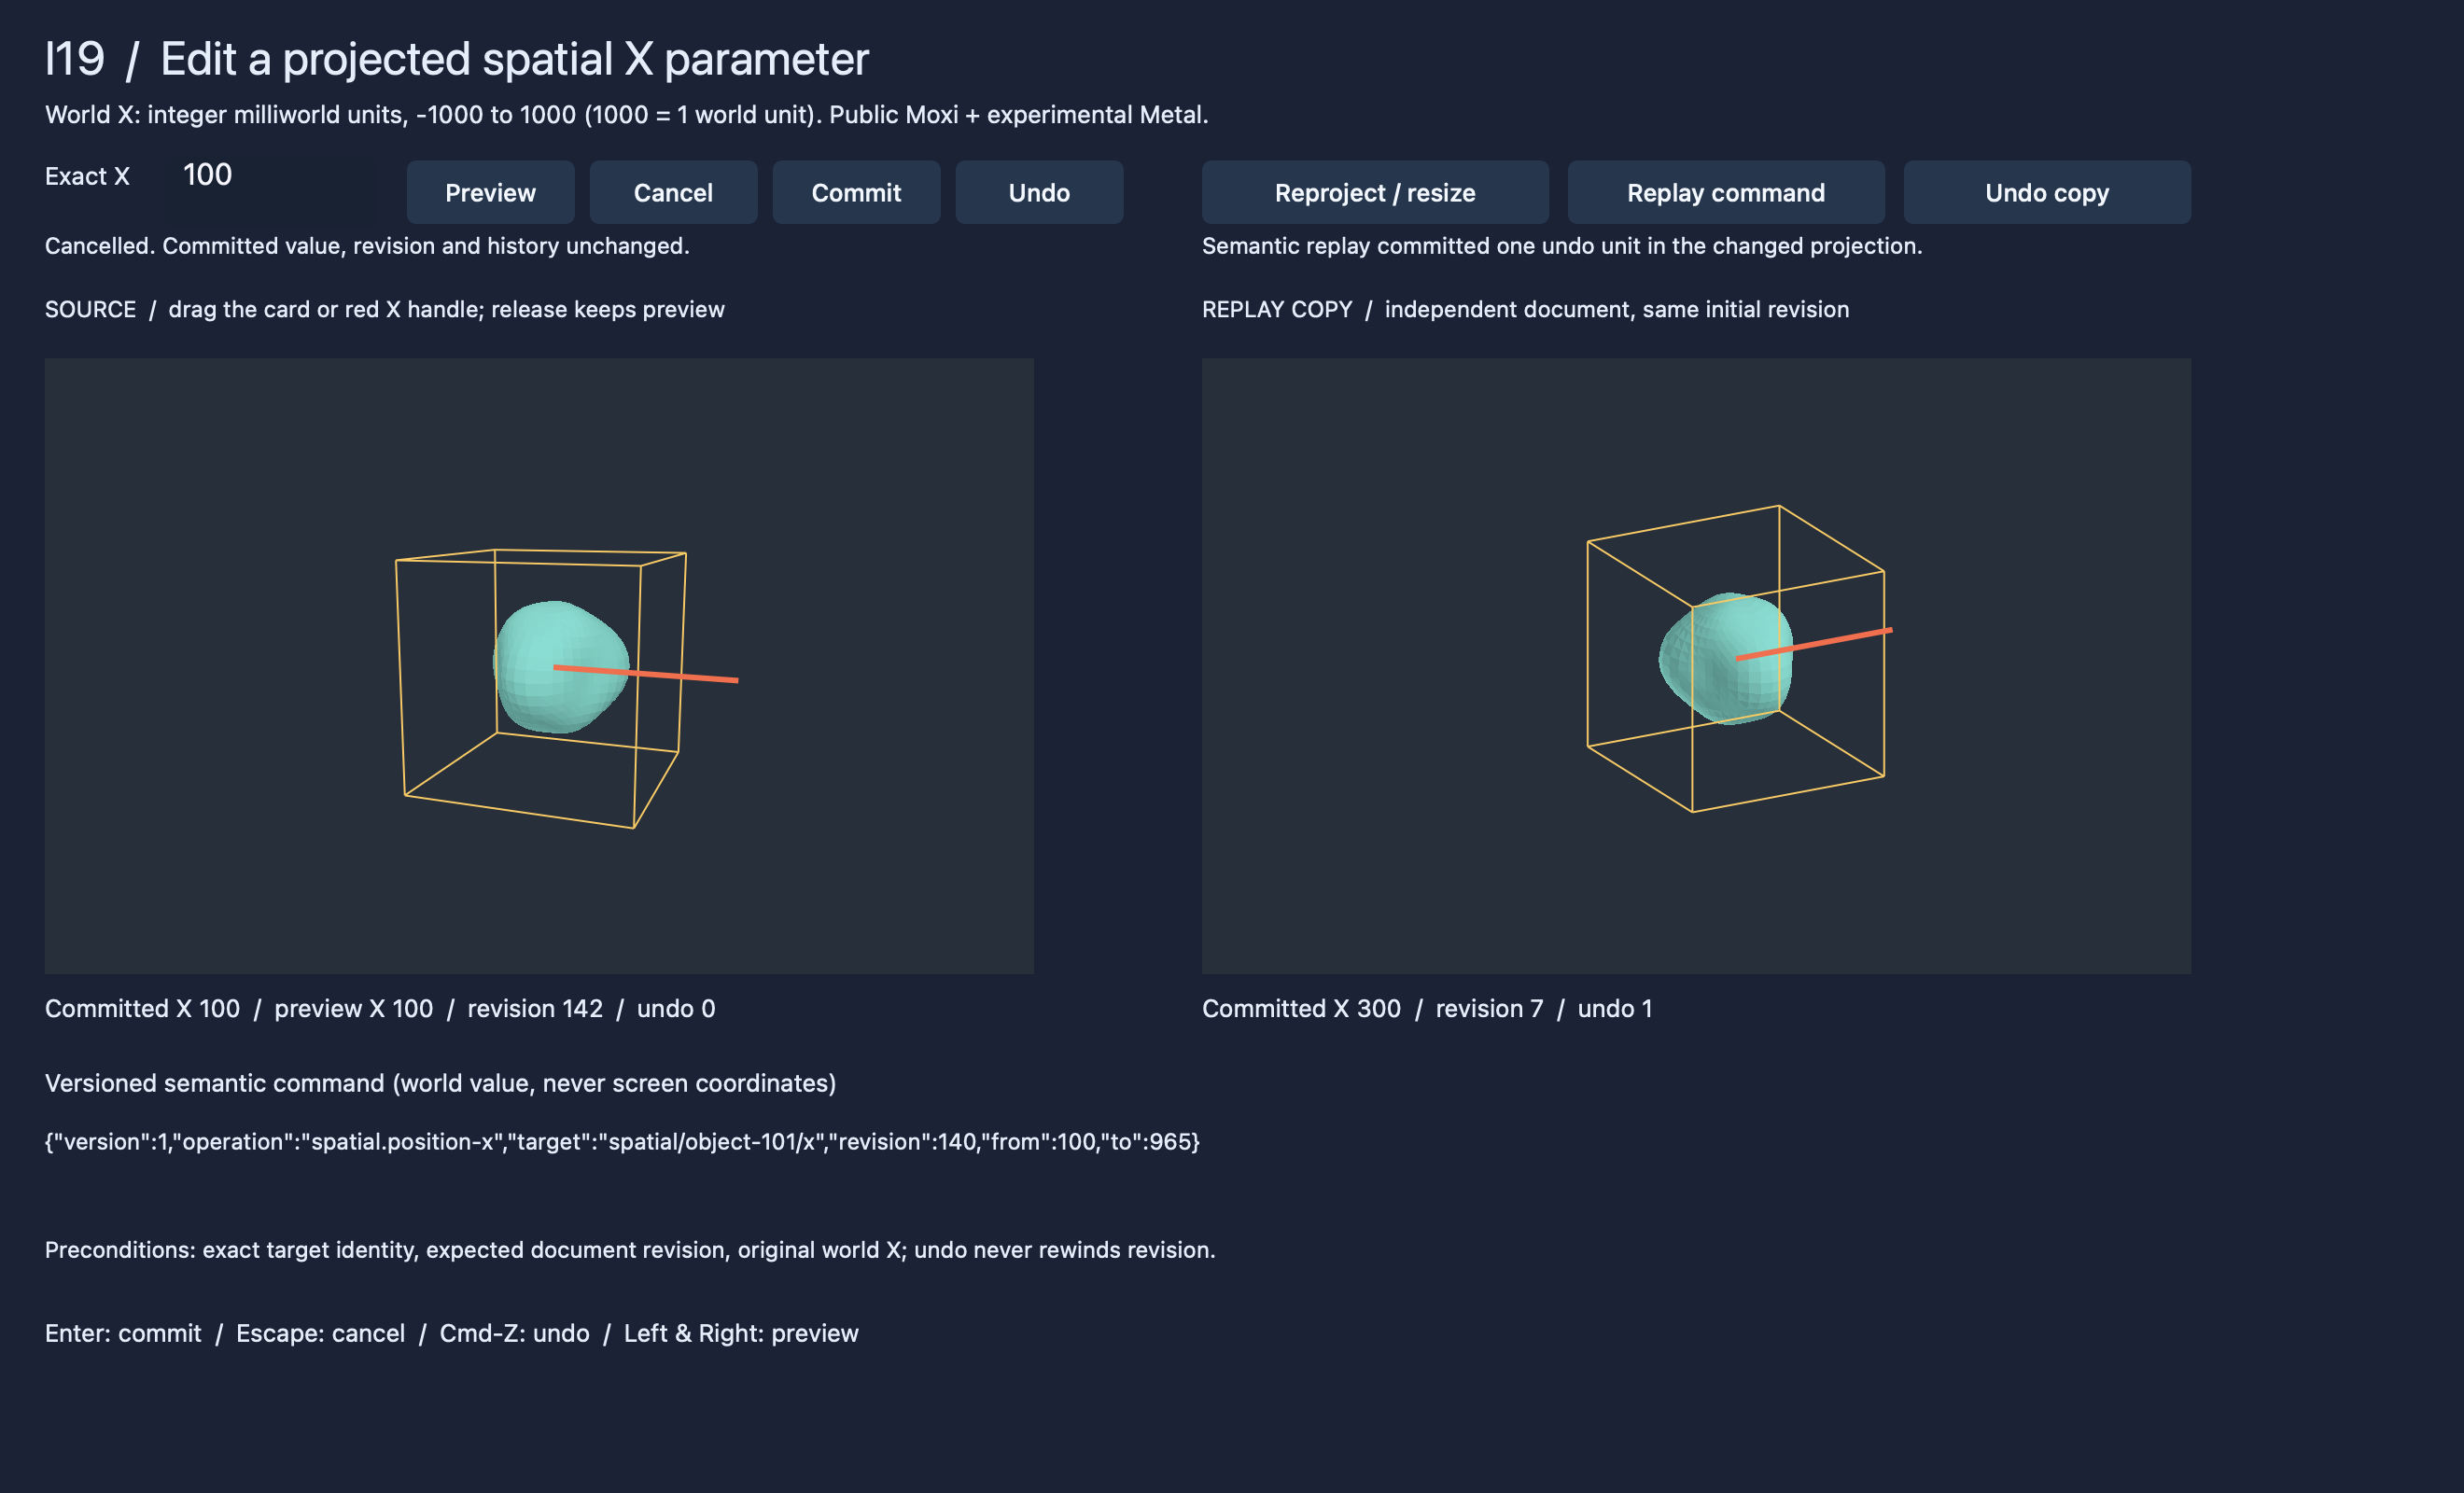 I19 / Edit a projected spatial X parameter
World X: integer milliworld units, -1000 to 1000 (1000 = 1 world unit). Public Moxi + experimental Metal.
Exact X 100 Preview Cancel Commit Undo Reproject / resize Replay command Undo copy
Cancelled. Committed value, revision and history unchanged.
Semantic replay committed one undo unit in the changed projection.
SOURCE / drag the card or red X handle; release keeps preview
REPLAY COPY / independent document, same initial revision
Committed X 100 / preview X 100 / revision 142 / undo 0
Committed X 300 / revision 7 / undo 1
Versioned semantic command (world value, never screen coordinates)
{"version":1,"operation":"spatial.position-x","target":"spatial/object-101/x","revision":140,"from":100,"to":965}
Preconditions: exact target identity, expected document revision, original world X; undo never rewinds revision.
Enter: commit / Escape: cancel / Cmd-Z: undo / Left & Right: preview